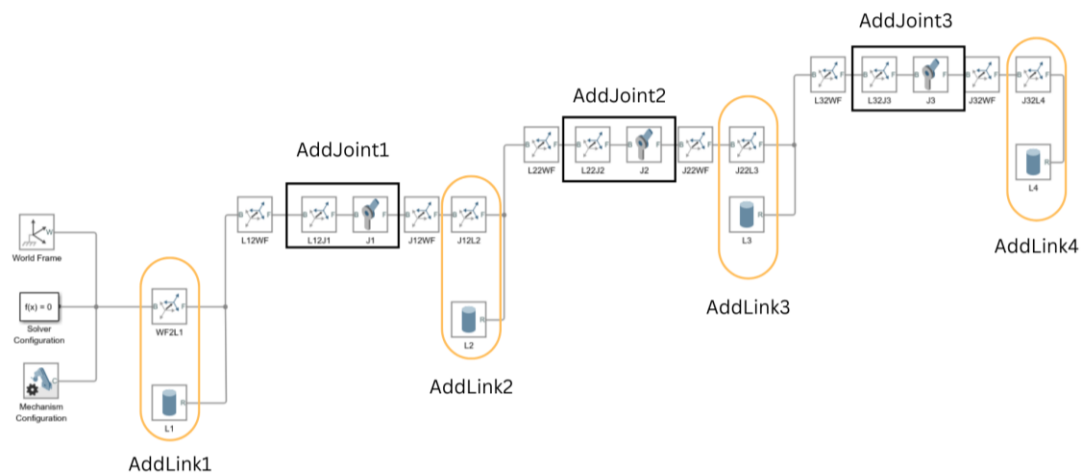 AddJoint3
L32WF
L32J3
J3
J32WF
J32L4
L4
AddLink4
AddJoint2
L22WF
L22J2
J2
J22WF
J22L3
L3
AddLink3
AddJoint1
L12WF
L12J1
J1
J12WF
J12L2
L2
AddLink2
W
World Frame
f(x) = 0
Solver
Configuration
C
Mechanism
Configuration
B
F
WF2L1
R
L1
AddLink1